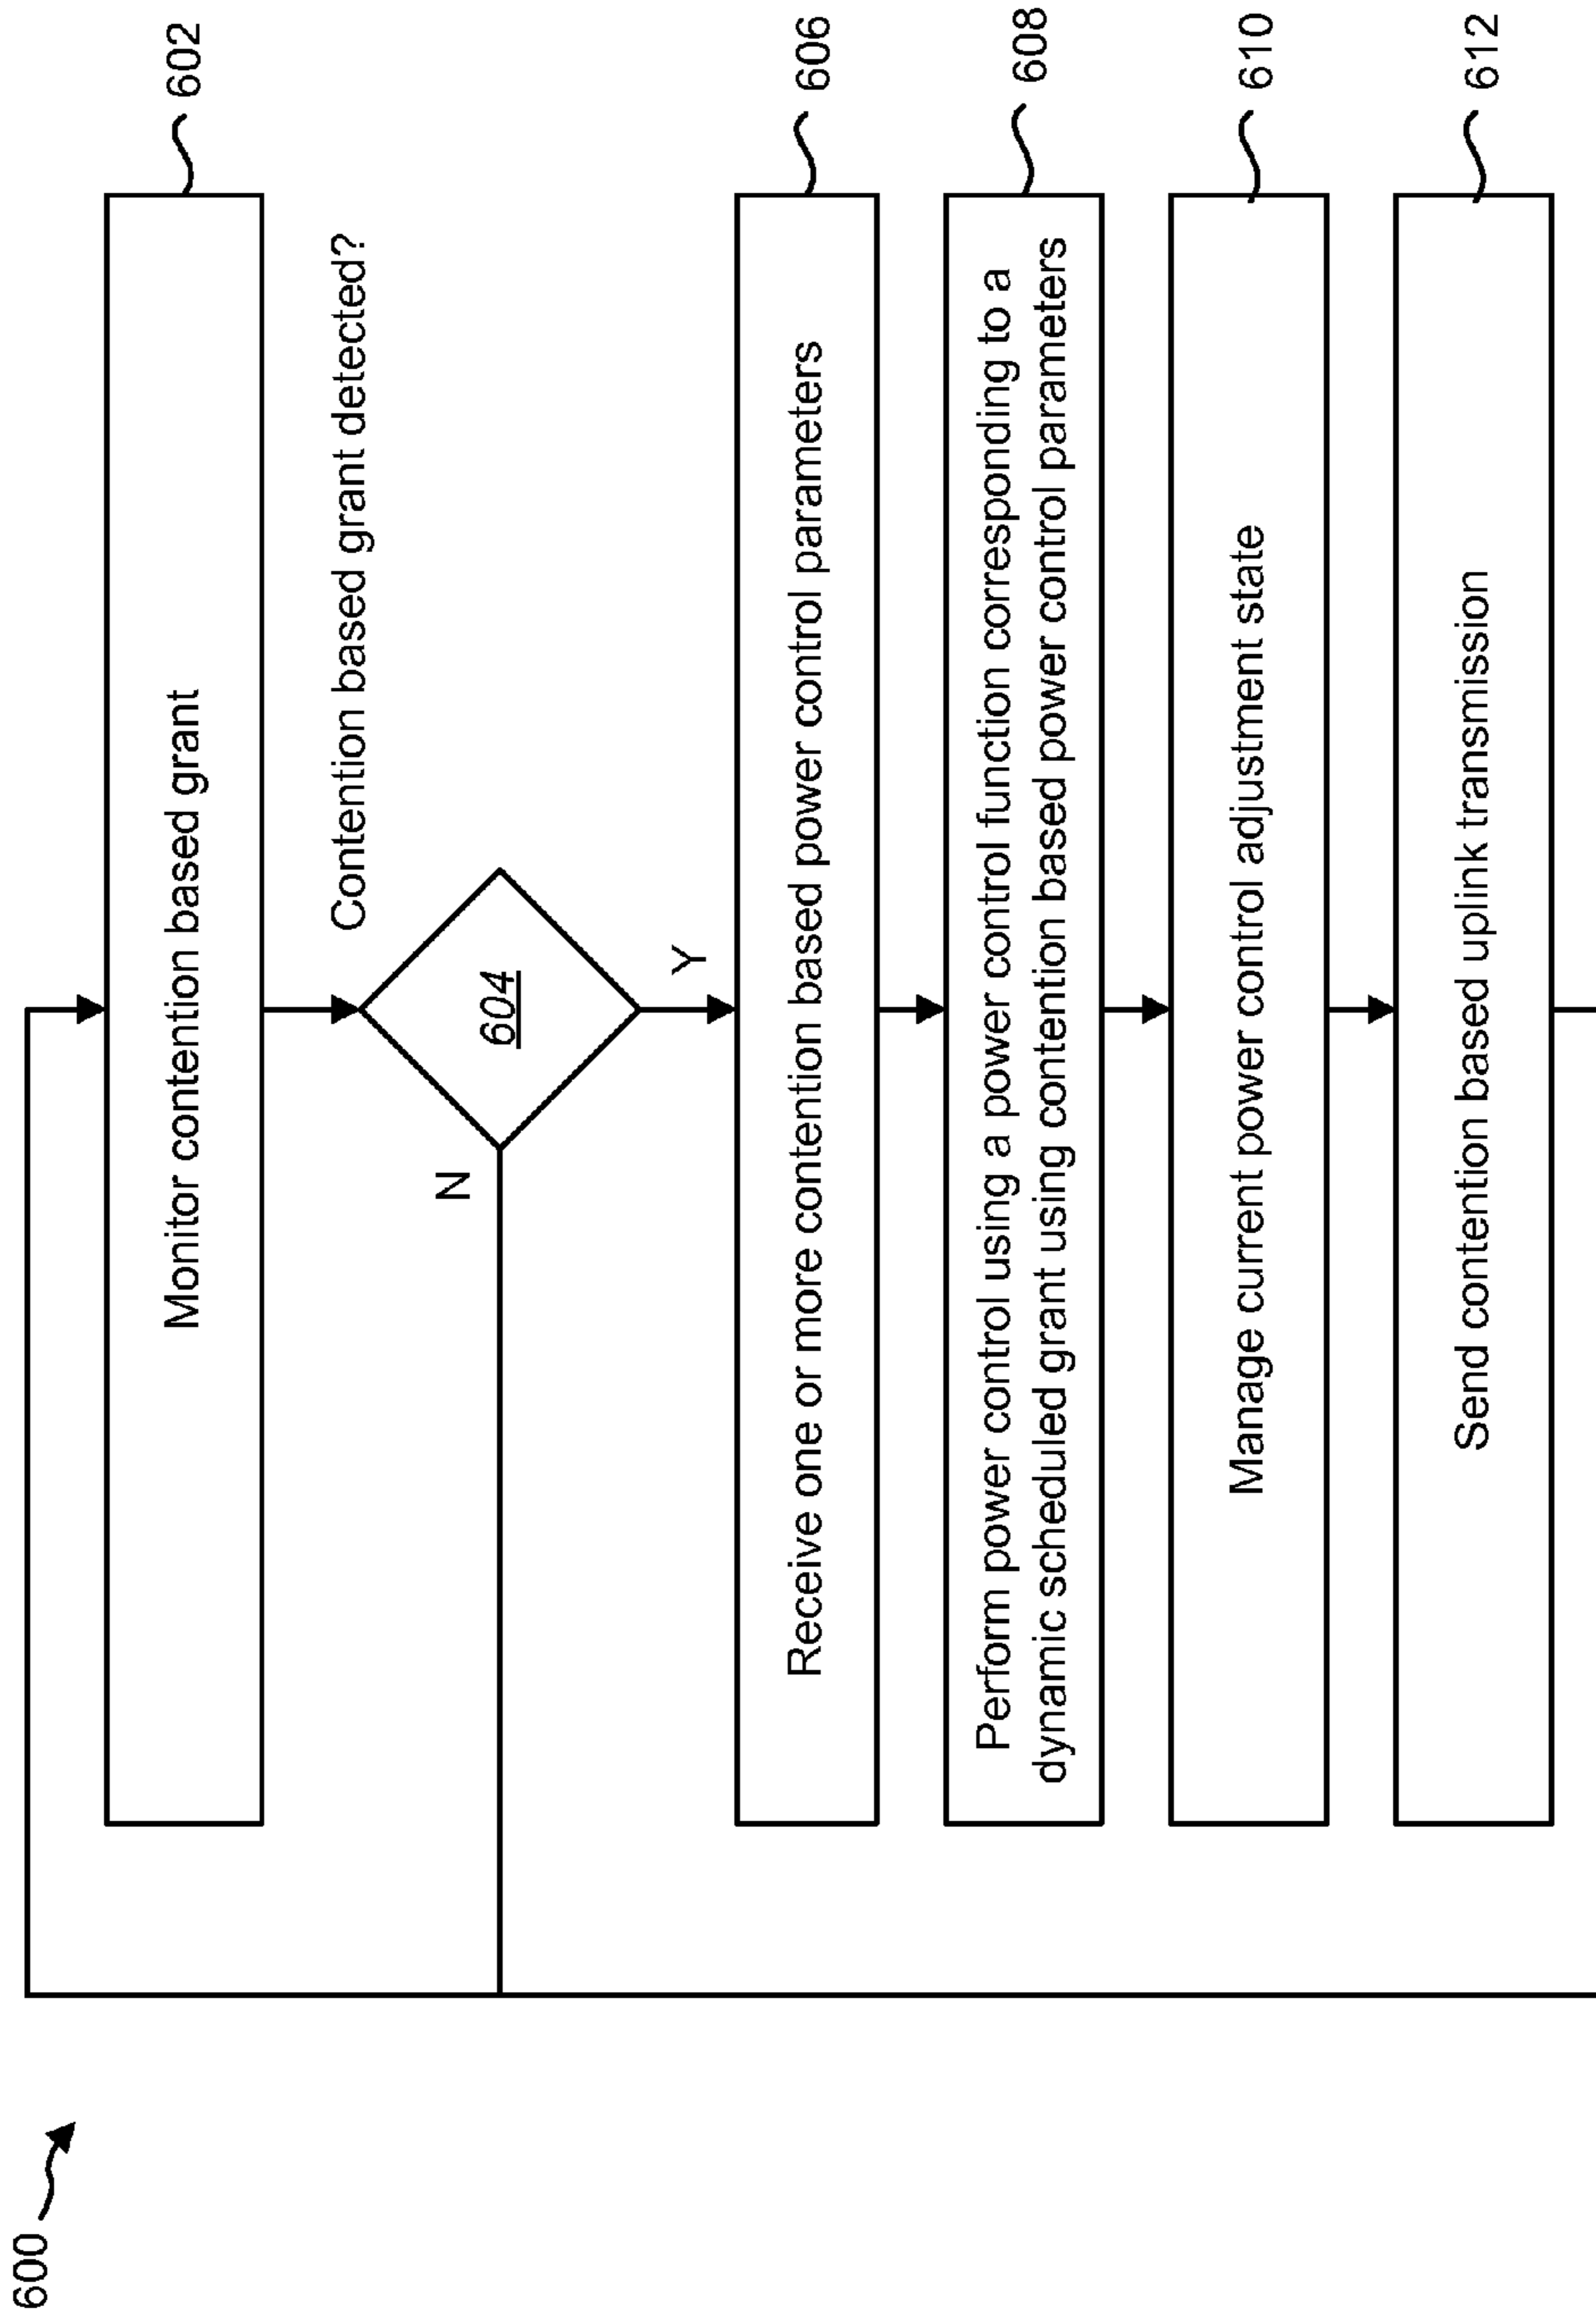 600
Monitor contention based grant
602
Contention based grant detected?
604
N
Y
Receive one or more contention based power control parameters
606
Perform power control using a power control function corresponding to a
dynamic scheduled grant using contention based power control parameters
608
Manage current power control adjustment state
610
Send contention based uplink transmission
612